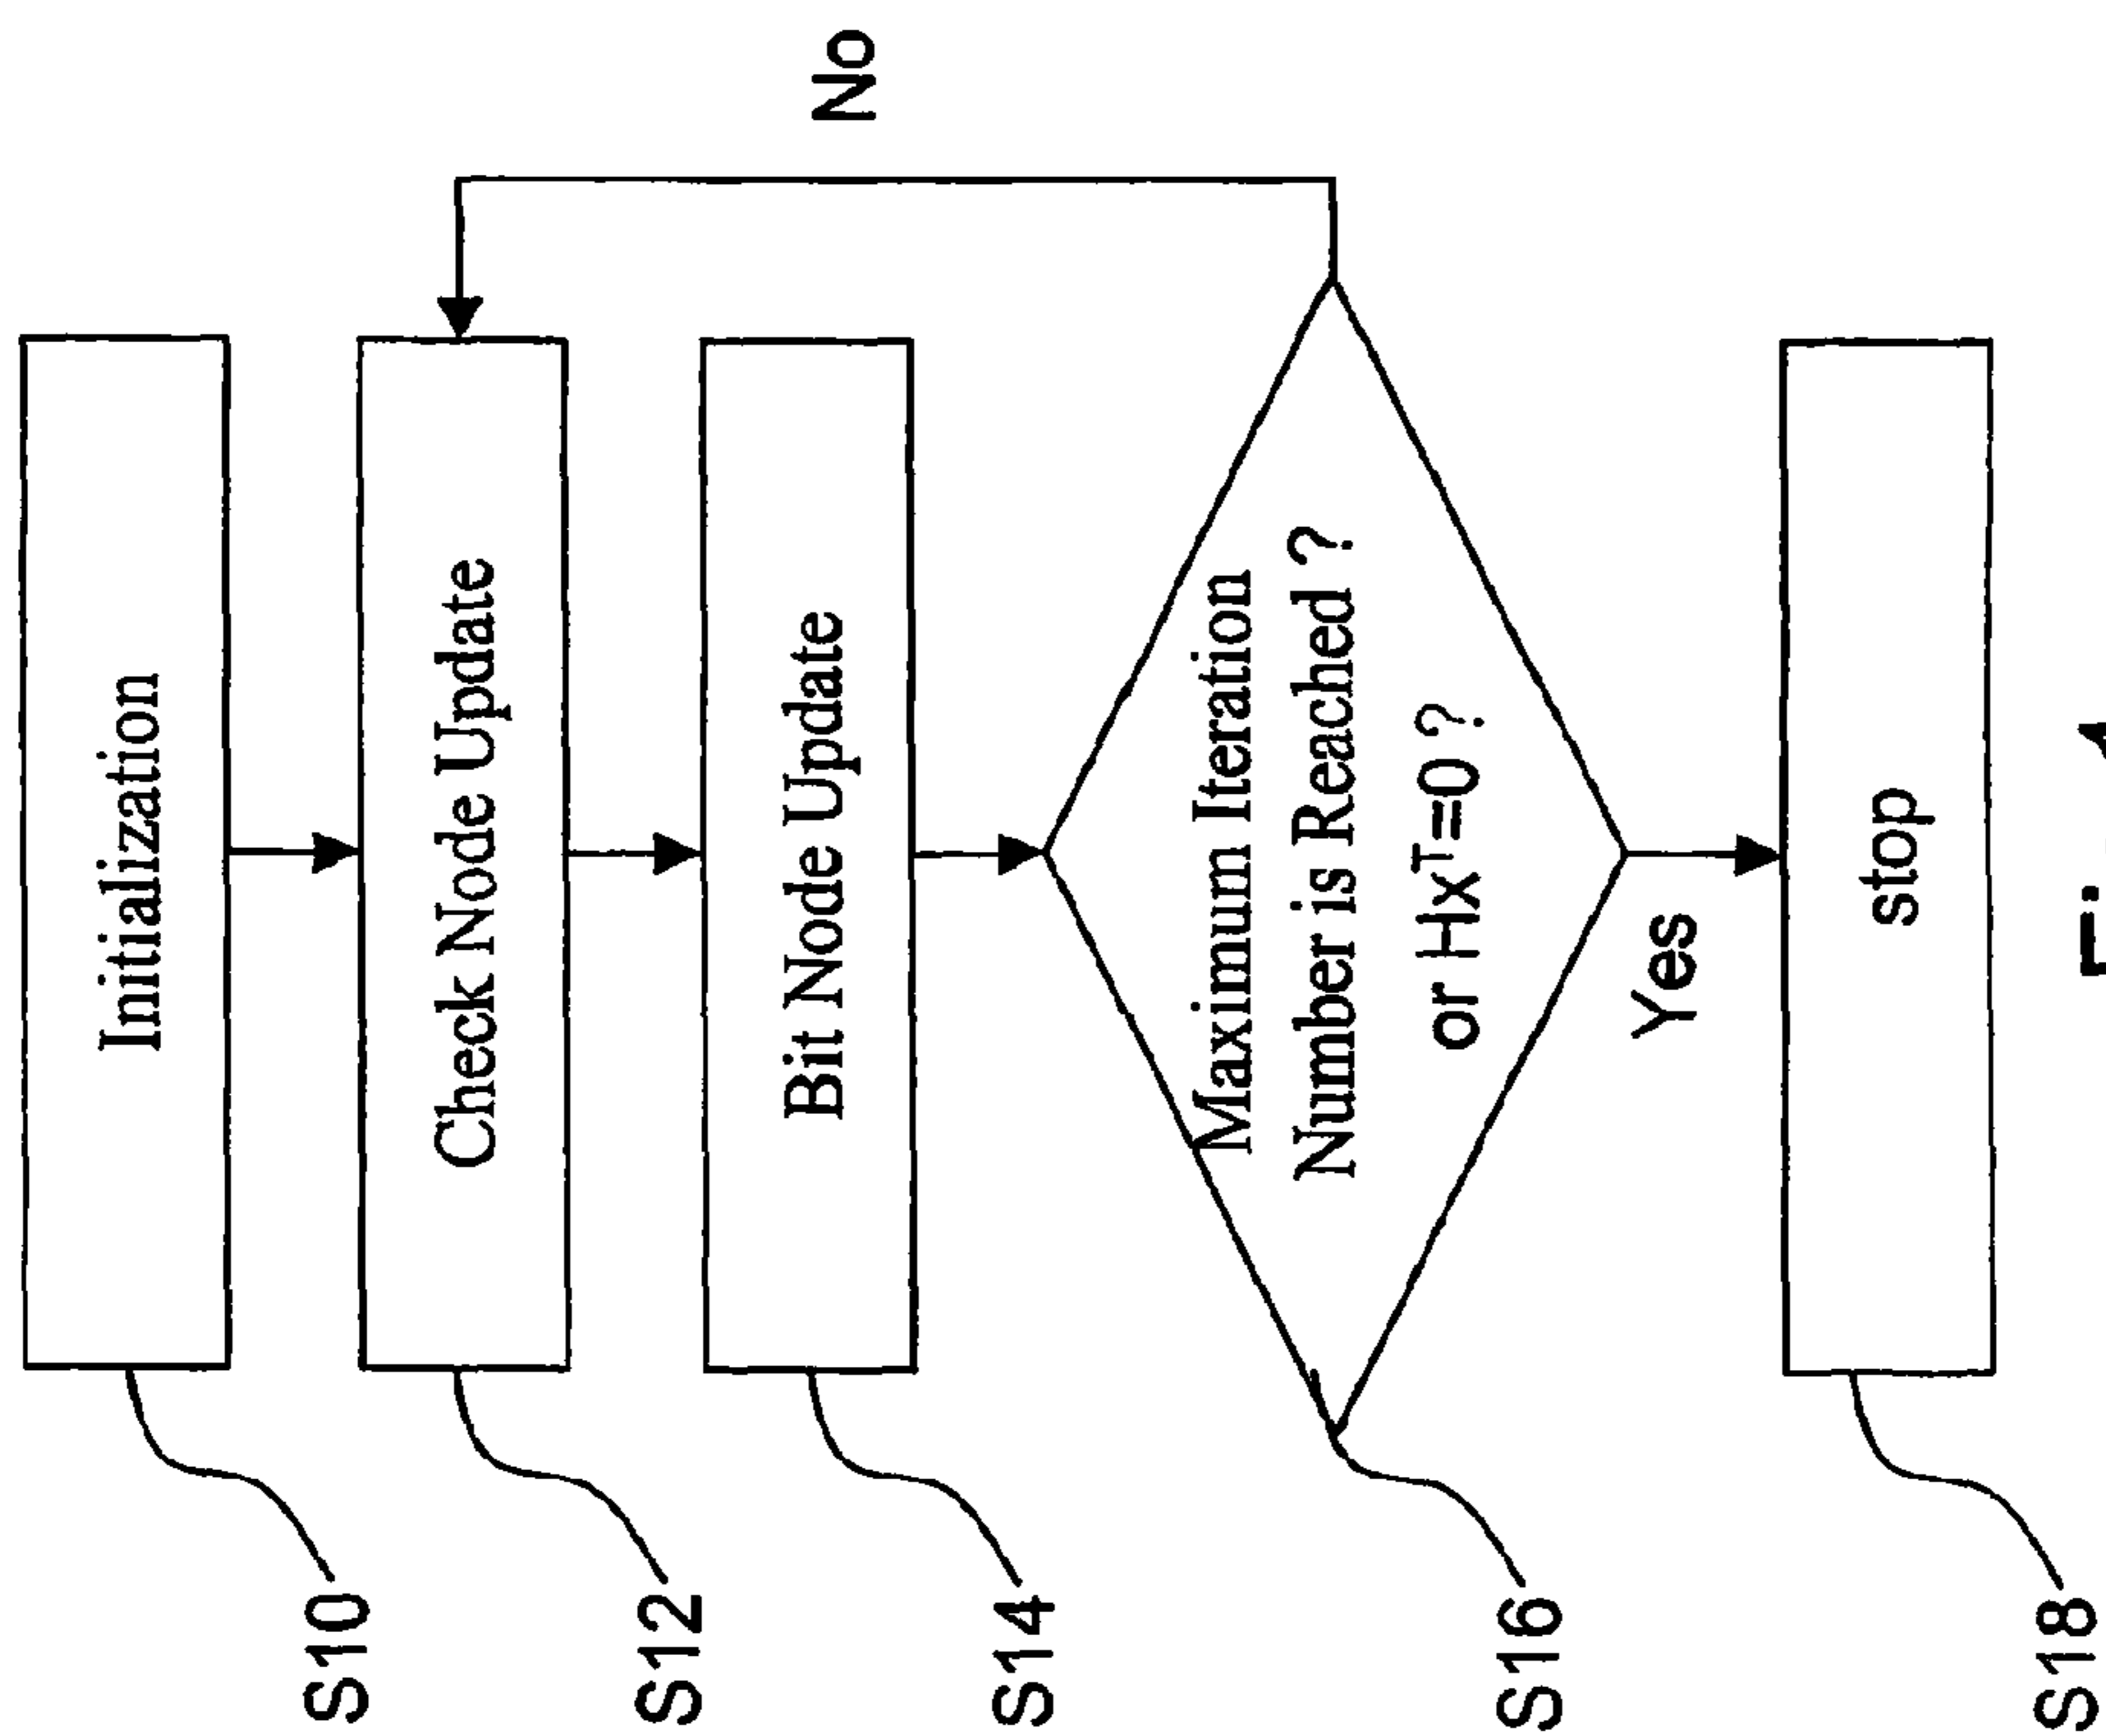 Initialization
S10
Check Node Update
S12
Bit Node Update
S14
No
Maximum Iteration
Number is Reached ?
or Hxᵀ=0 ?
S16
Yes
stop
S18